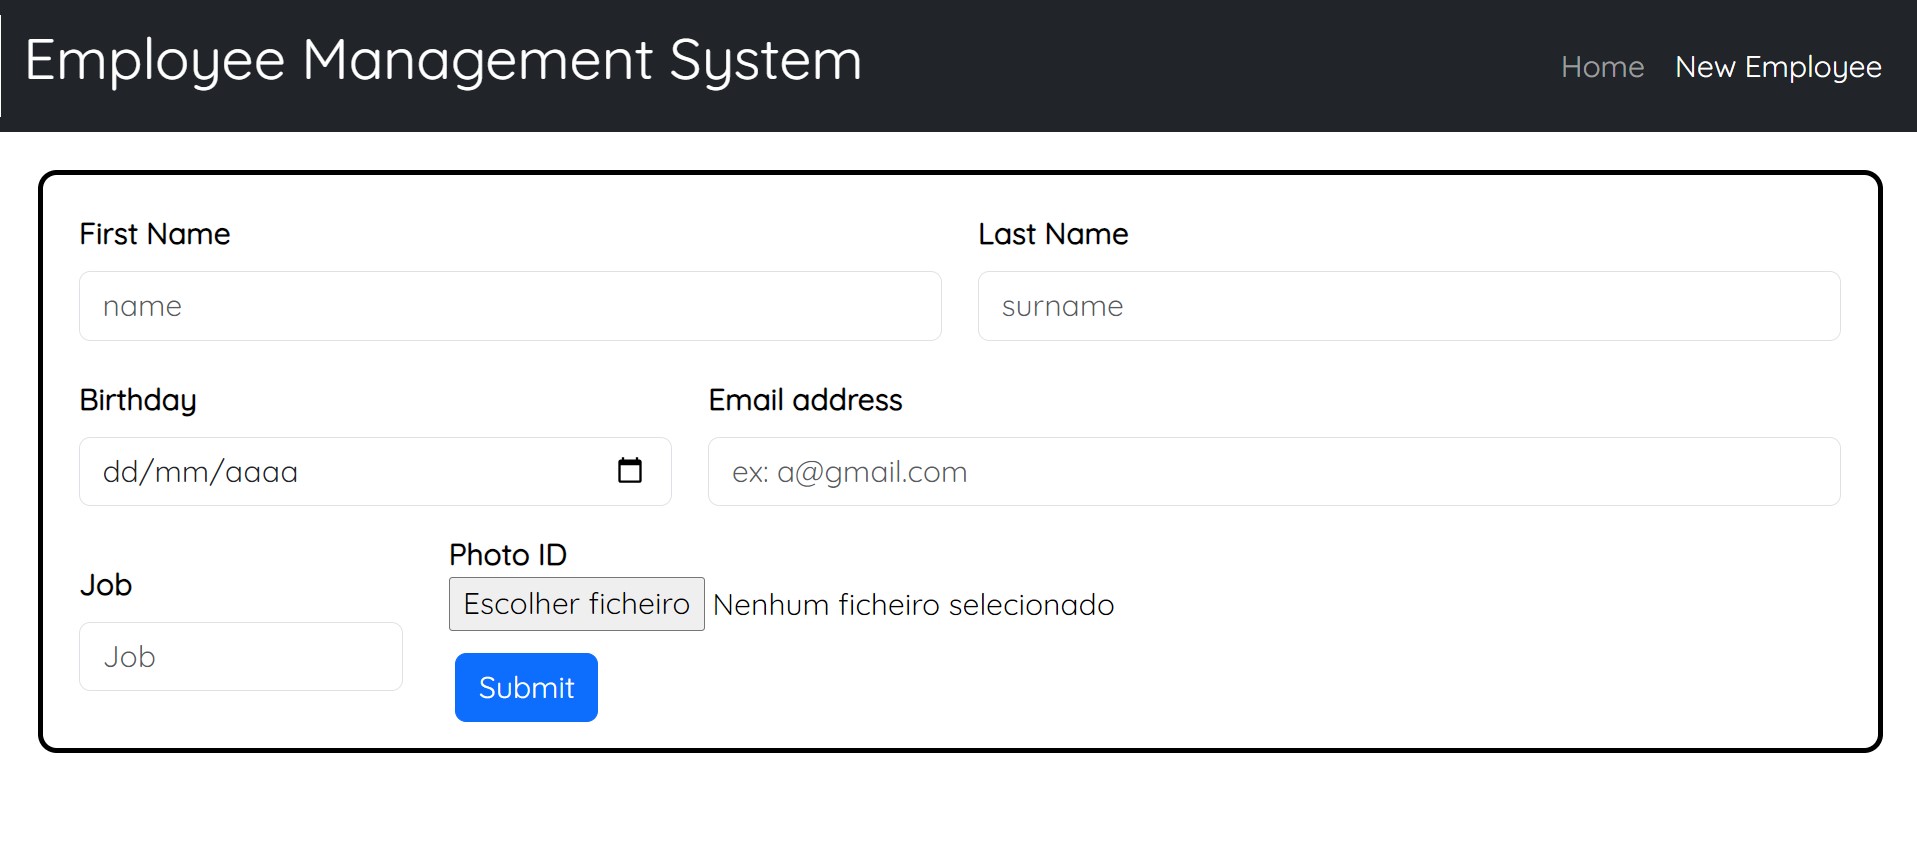 Employee Management System
Home New Employee
First Name Last Name
name surname
Birthday Email address
dd/mm/aaaa ex: a@gmail.com
Photo ID
Job
Escolher ficheiro Nenhum ficheiro selecionado
Job
Submit